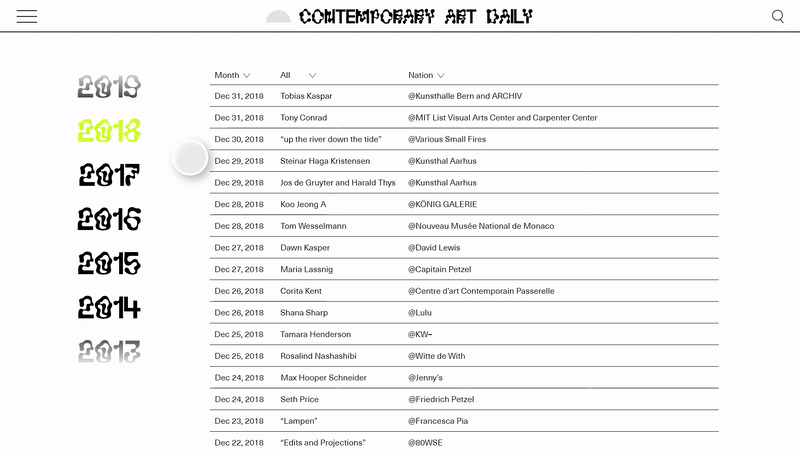 CONTEMPORARY ART DAILY
2019
2018
2017
2016
2015
2014
2013
Month All Nation
Dec 31, 2018 Tobias Kaspar @Kunsthalle Bern and ARCHIV
Dec 31, 2018 Tony Conrad @MIT List Visual Arts Center and Carpenter Center
Dec 30, 2018 “up the river down the tide” @Various Small Fires
Dec 29, 2018 Steinar Haga Kristensen @Kunsthal Aarhus
Dec 29, 2018 Jos de Gruyter and Harald Thys @Kunsthal Aarhus
Dec 28, 2018 Koo Jeong A @KÖNIG GALERIE
Dec 28, 2018 Tom Wesselmann @Nouveau Musée National de Monaco
Dec 27, 2018 Dawn Kasper @David Lewis
Dec 27, 2018 Maria Lassnig @Capitain Petzel
Dec 26, 2018 Corita Kent @Centre d’art Contemporain Passerelle
Dec 26, 2018 Shana Sharp @Lulu
Dec 25, 2018 Tamara Henderson @KW–
Dec 25, 2018 Rosalind Nashashibi @Witte de With
Dec 24, 2018 Max Hooper Schneider @Jenny’s
Dec 24, 2018 Seth Price @Friedrich Petzel
Dec 23, 2018 “Lampen” @Francesca Pia
Dec 22, 2018 “Edits and Projections” @80WSE